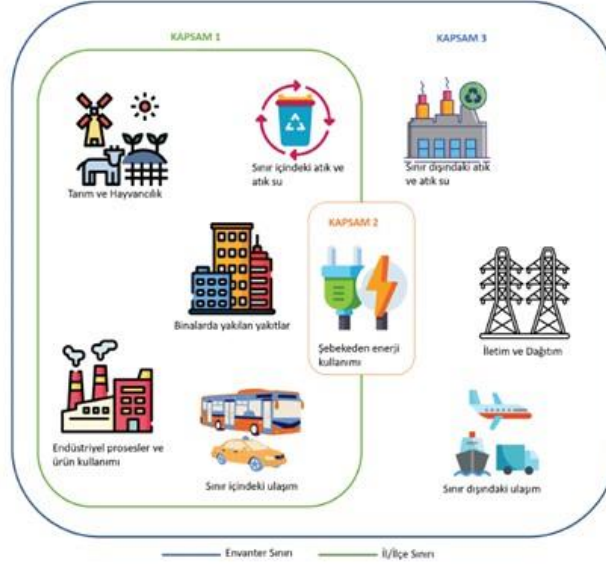 KAPSAM 1
KAPSAM 3
Tarım ve Hayvancılık
Sınır içindeki atık ve
atık su
Sınır dışındaki atık
ve atık su
KAPSAM 2
Binalarda yakılan yakıtlar
Şebekeden enerji
kullanımı
İletim ve Dağıtım
Endüstriyel prosesler ve
ürün kullanımı
Sınır içindeki ulaşım
Sınır dışındaki ulaşım
Envanter Sınırı
İl/İlçe Sınırı